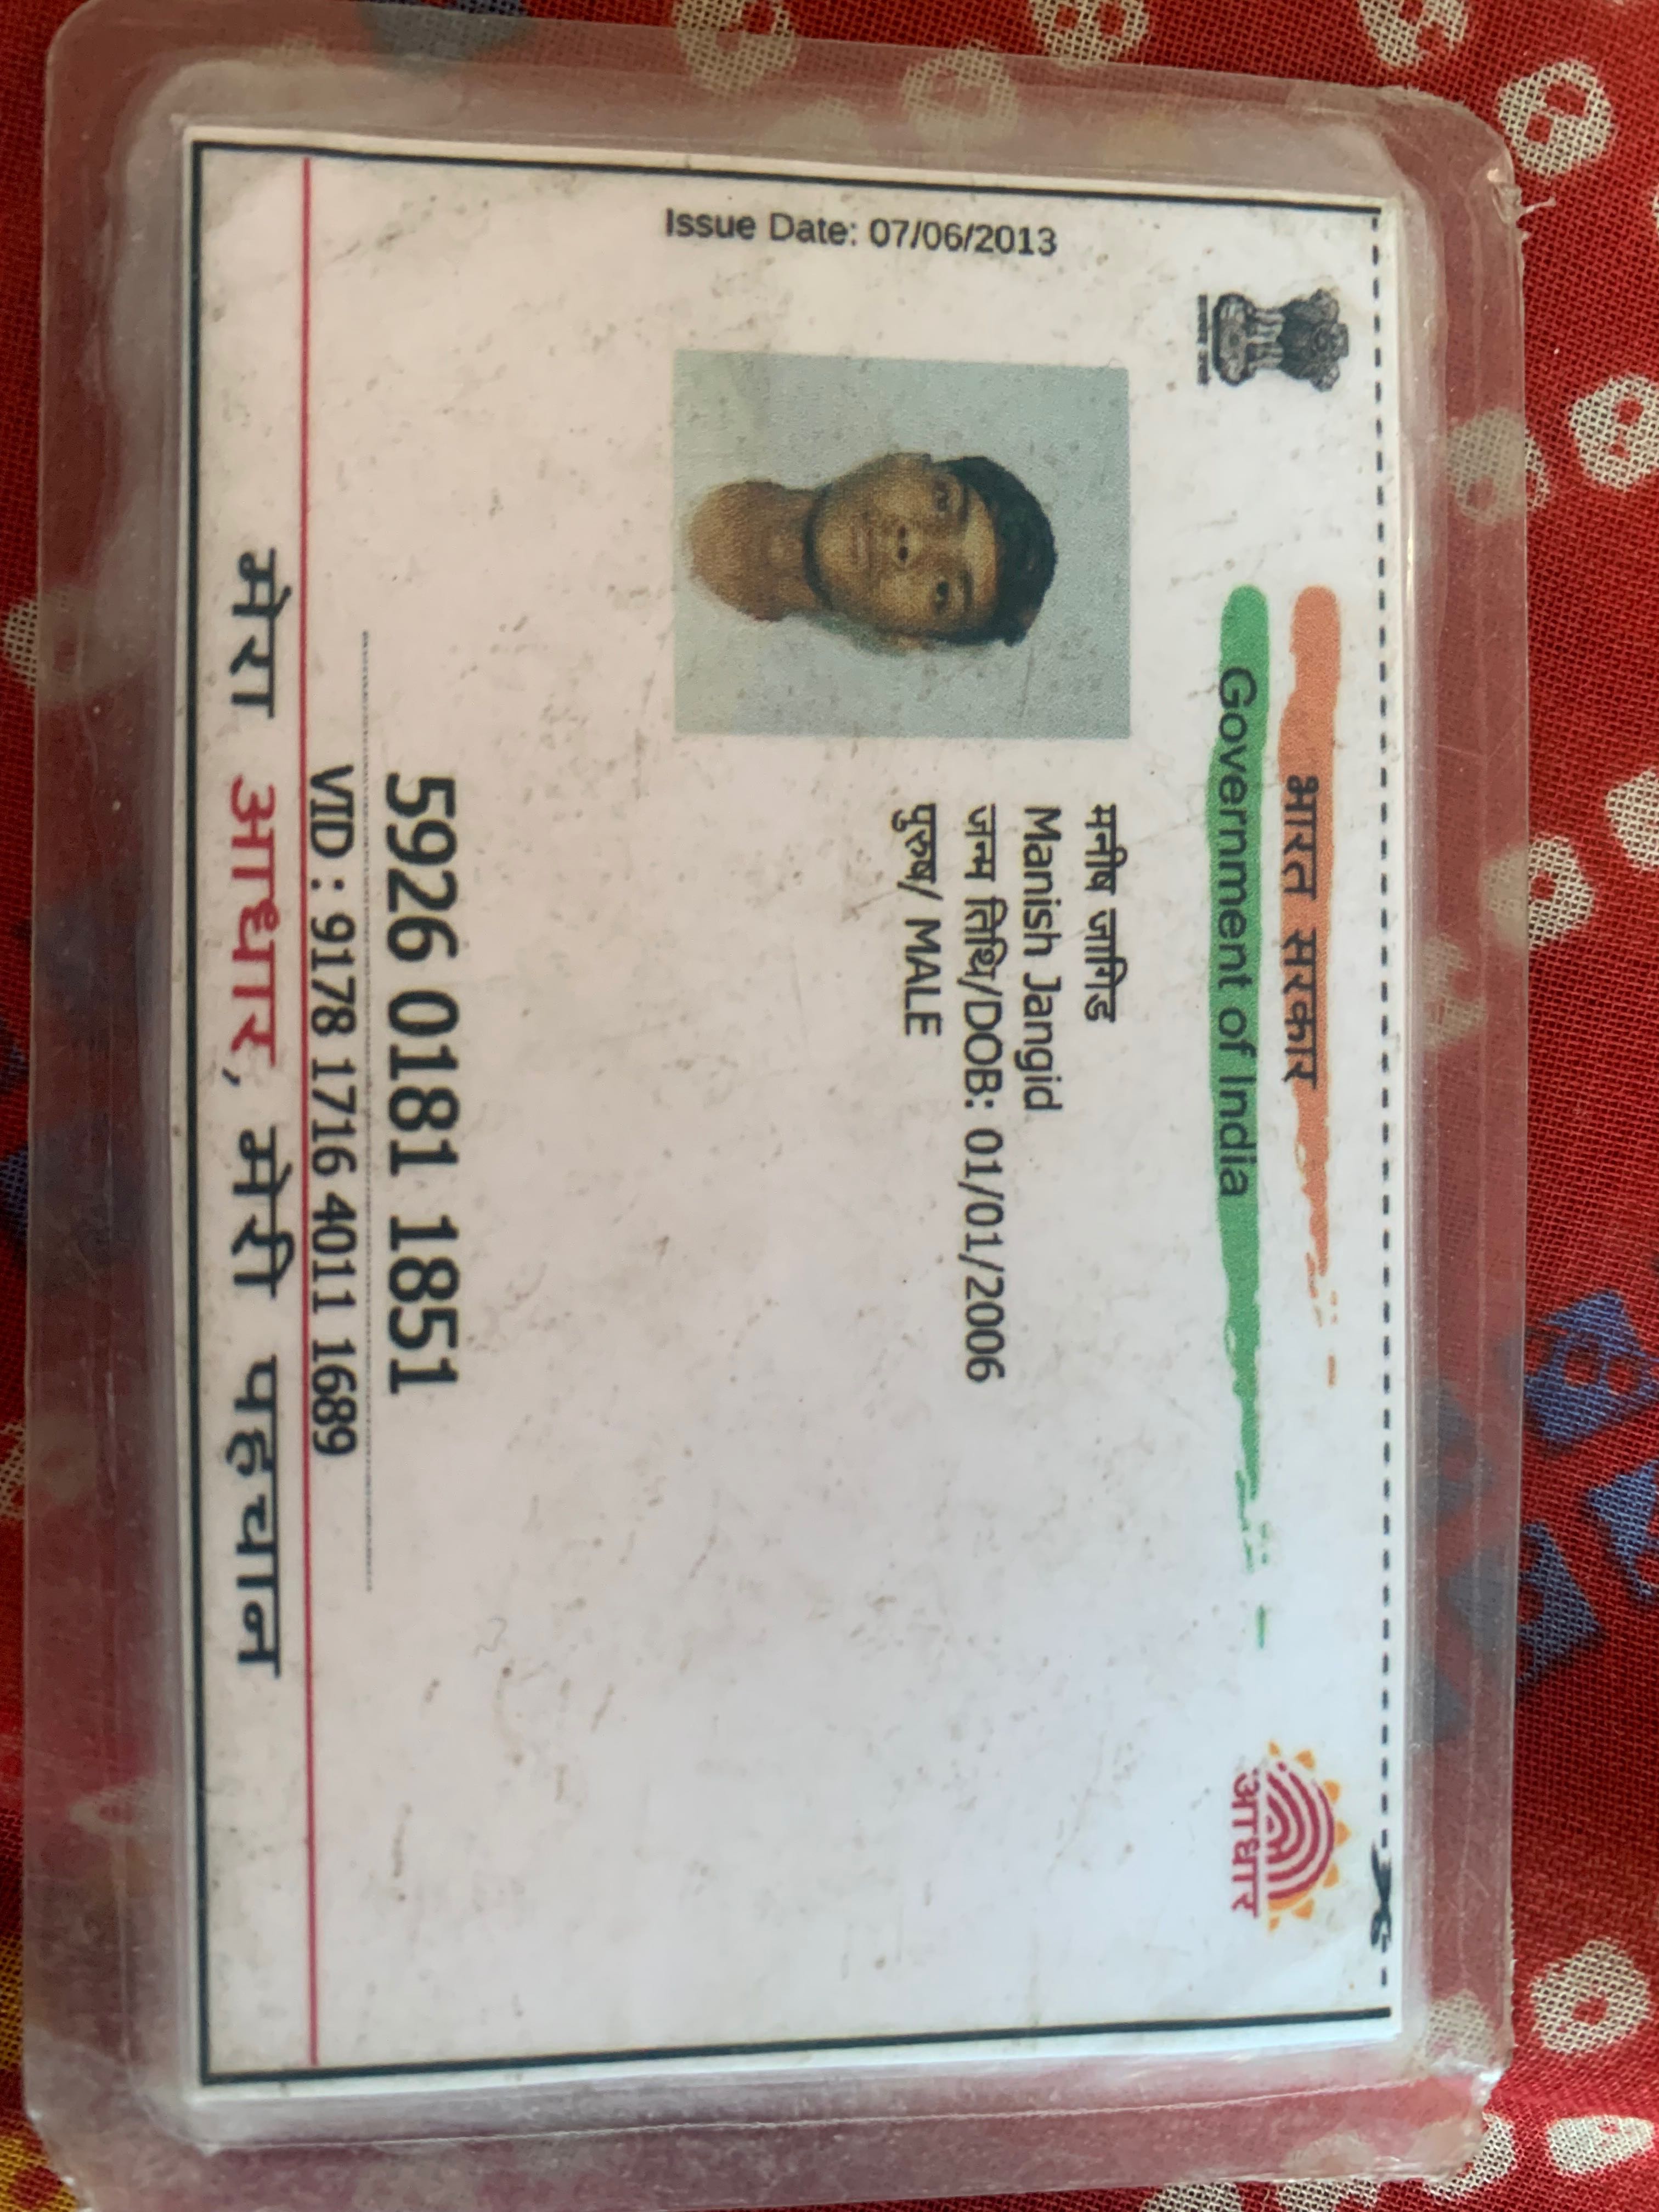 भारत सरकार
Government of India
Issue Date: 07/06/2013
मनीष जांगिड
Manish Jangid
जन्म तिथि/DOB: 01/01/2006
पुरुष/ MALE
5926 0181 1851
VID : 9178 1716 4011 1689
मेरा आधार, मेरी पहचान
आधार